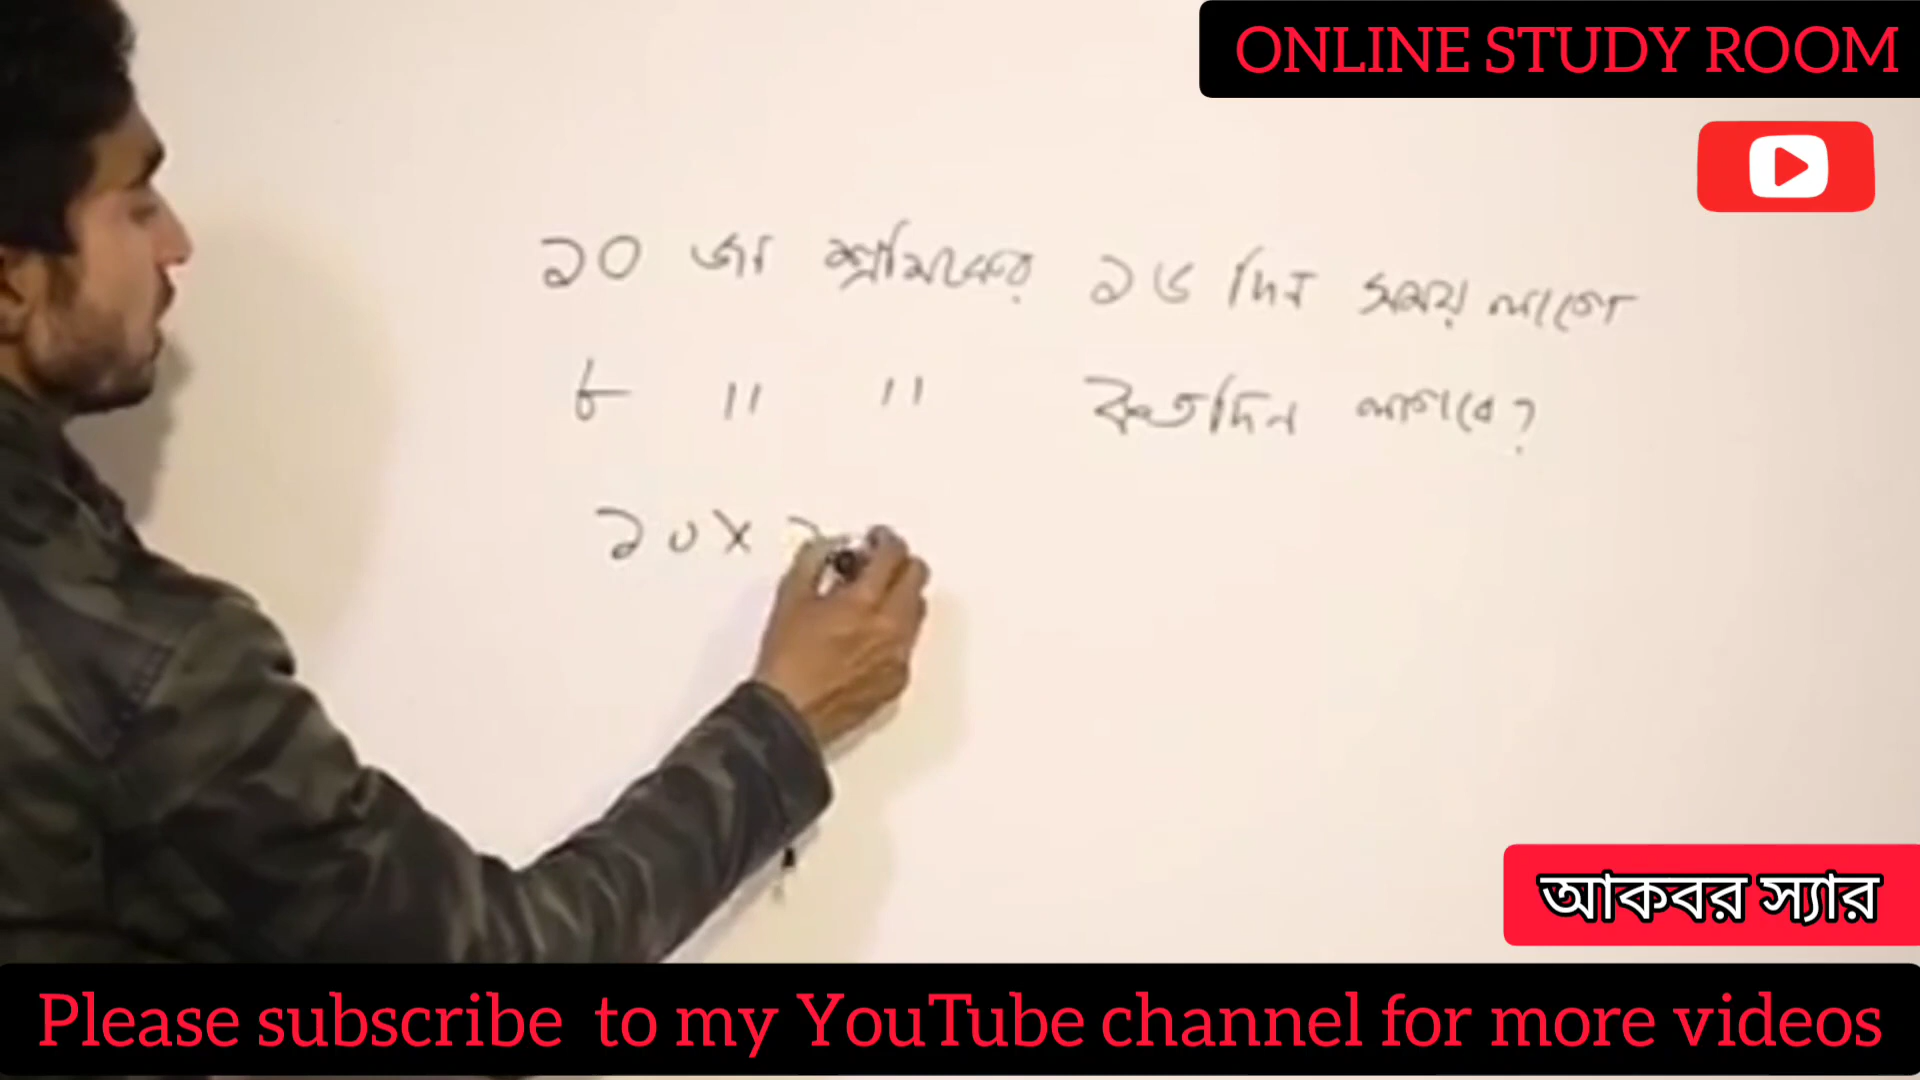 ONLINE STUDY ROOM
১০ জন শ্রমিকের ১৬ দিন সময় লাগে
৮ " " কতদিন লাগবে?
১০ X
আকবর স্যার
Please subscribe to my YouTube channel for more videos